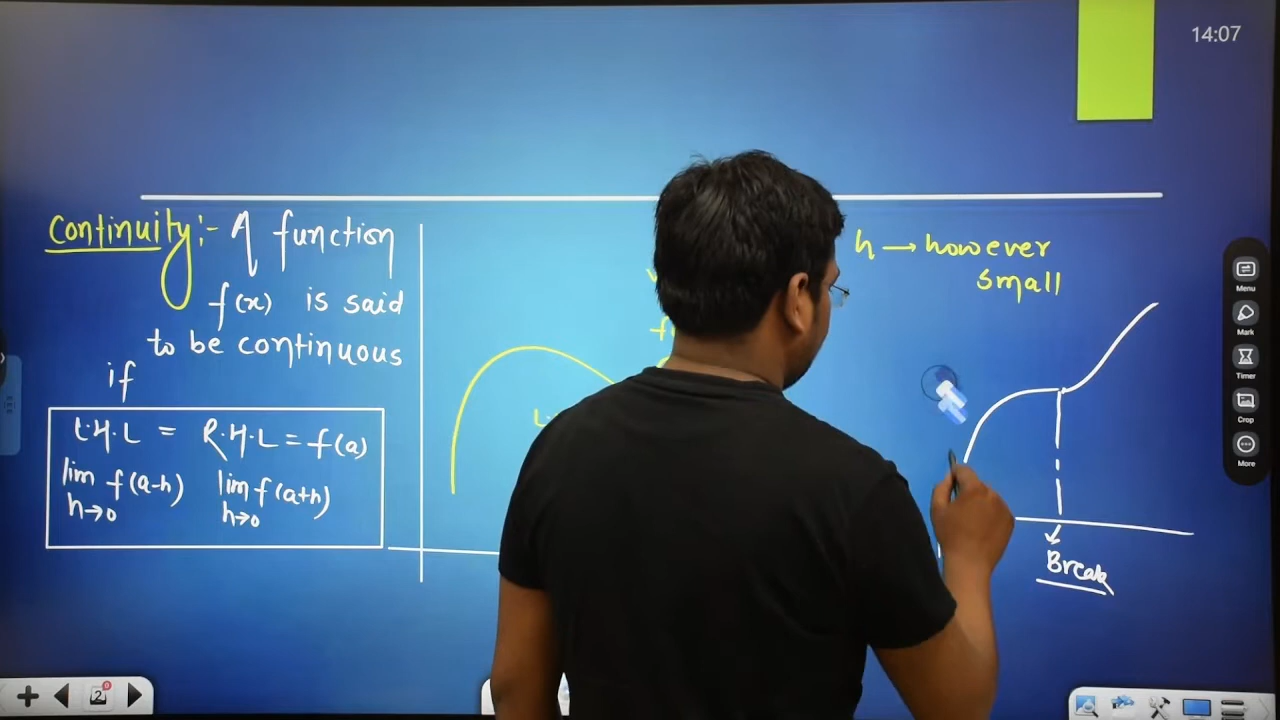 14:07
Continuity:- A function
f(x) is said
to be continuous
if
L.H.L = R.H.L = f(a)
lim f(a-h) lim f(a+h)
h→0 h→0
h → however
small
Break
Menu
Mark
Timer
Crop
More
2